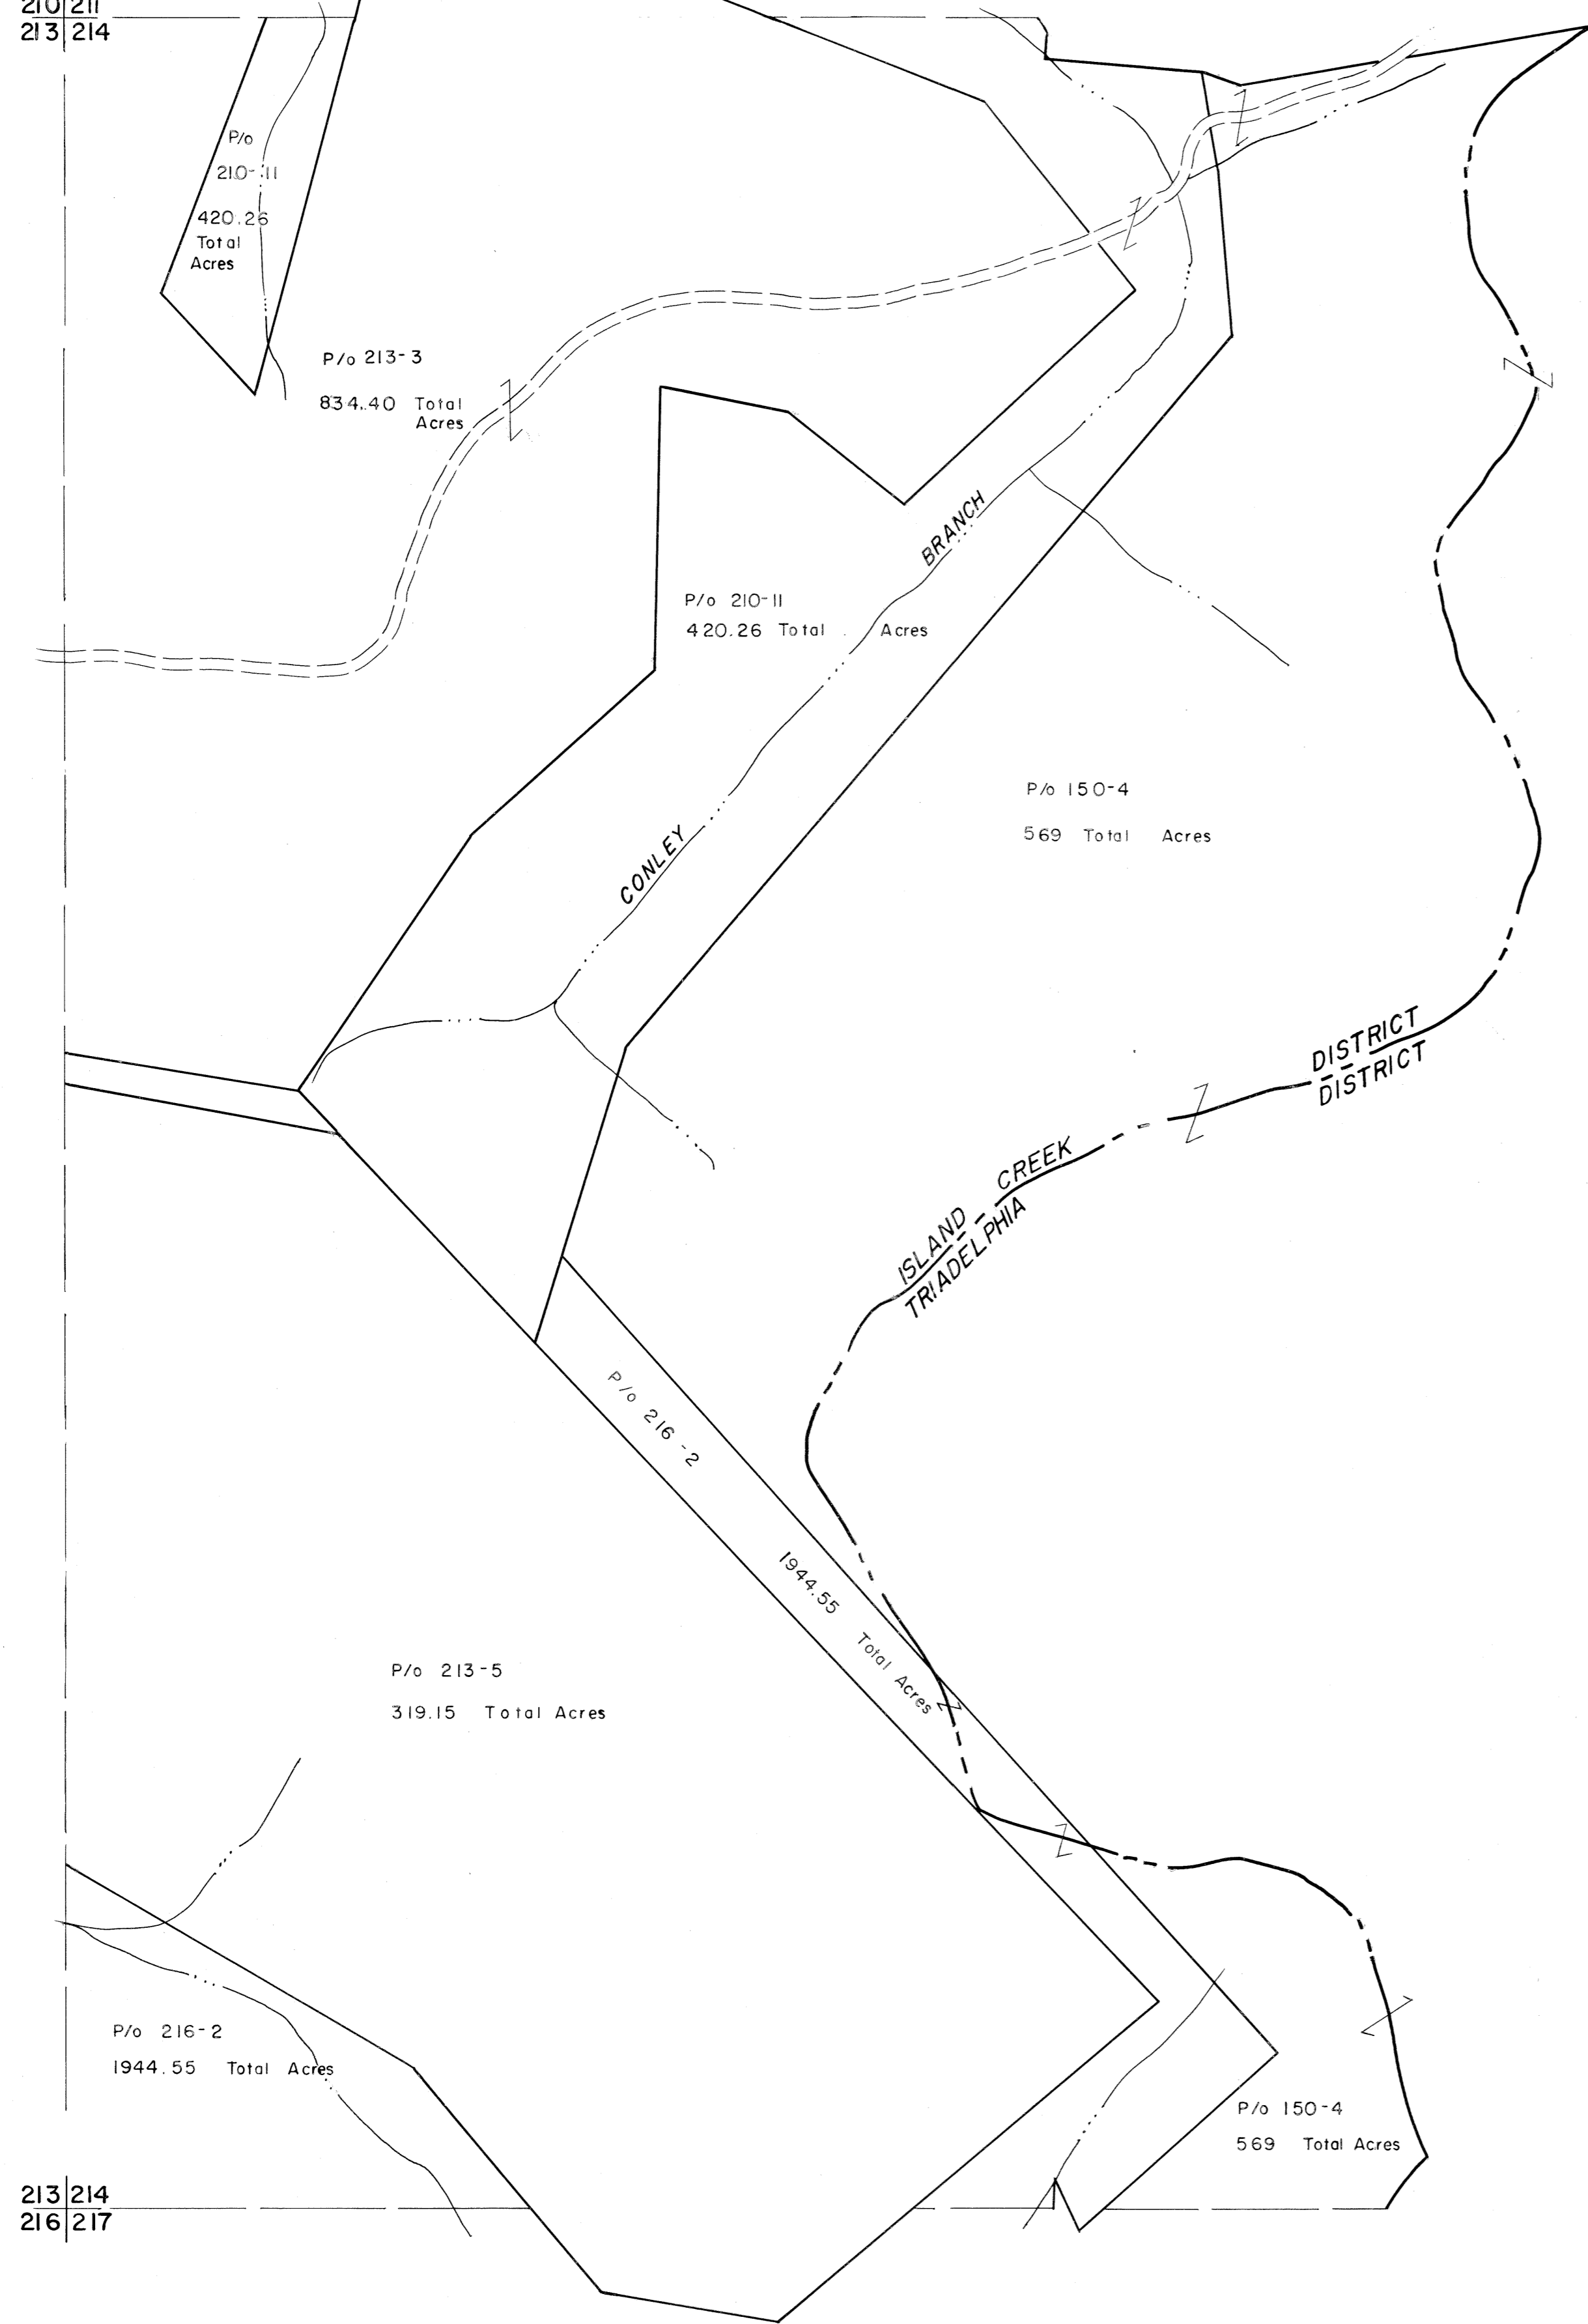 210 211
213 214
P/o
210-11
420.26
Total
Acres
P/o 213-3
834.40 Total
Acres
BRANCH
P/o 210-11
420.26 Total Acres
P/o 150-4
569 Total Acres
CONLEY
DISTRICT
DISTRICT
ISLAND CREEK
TRIADELPHIA
P/o 216-2
1944.55 Total Acres
P/o 213-5
319.15 Total Acres
P/o 216-2
1944.55 Total Acres
P/o 150-4
569 Total Acres
213 214
216 217